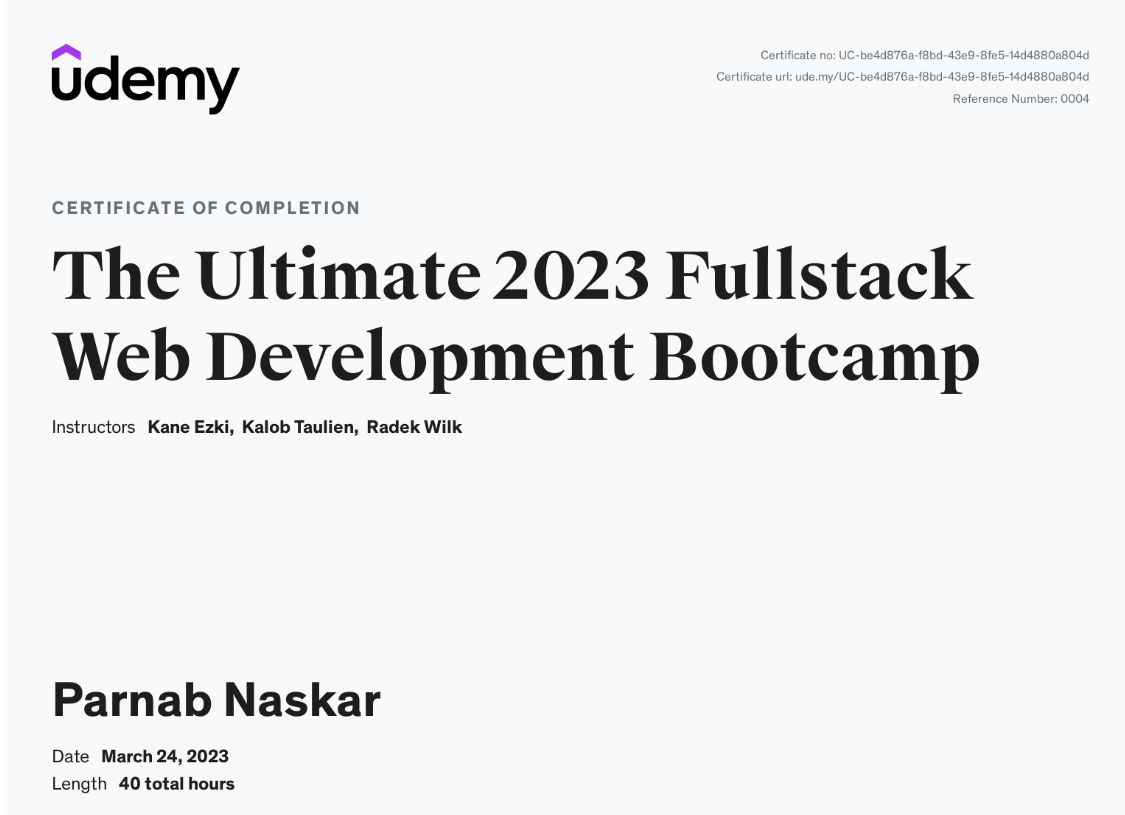 udemy
Certificate no: UC-be4d876a-f8bd-43e9-8fe5-14d4880a804d
Certificate url: ude.my/UC-be4d876a-f8bd-43e9-8fe5-14d4880a804d
Reference Number: 0004
CERTIFICATE OF COMPLETION
The Ultimate 2023 Fullstack
Web Development Bootcamp
Instructors Kane Ezki, Kalob Taulien, Radek Wilk
Parnab Naskar
Date March 24, 2023
Length 40 total hours